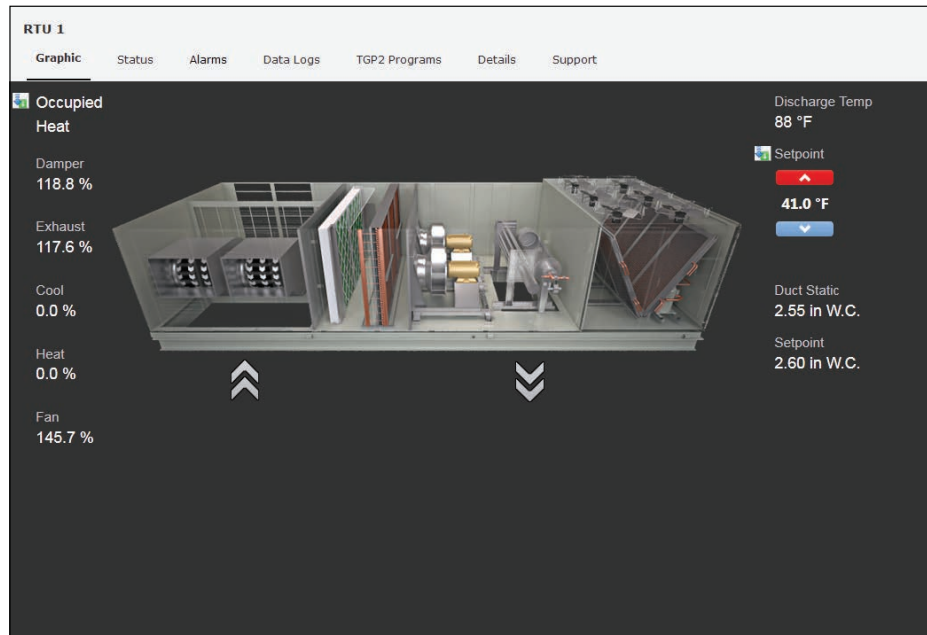 RTU 1
Graphic Status Alarms Data Logs TGP2 Programs Details Support
Occupied
Heat
Damper
118.8 %
Exhaust
117.6 %
Cool
0.0 %
Heat
0.0 %
Fan
145.7 %
Discharge Temp
88 °F
Setpoint
41.0 °F
Duct Static
2.55 in W.C.
Setpoint
2.60 in W.C.